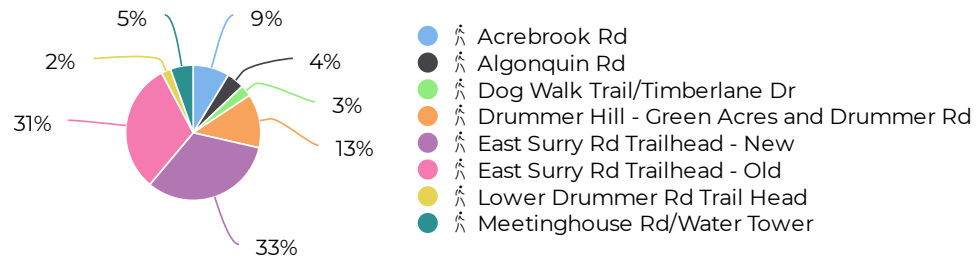 5%
9%
2%
4%
3%
31%
13%
33%
Acrebrook Rd
Algonquin Rd
Dog Walk Trail/Timberlane Dr
Drummer Hill - Green Acres and Drummer Rd
East Surry Rd Trailhead - New
East Surry Rd Trailhead - Old
Lower Drummer Rd Trail Head
Meetinghouse Rd/Water Tower